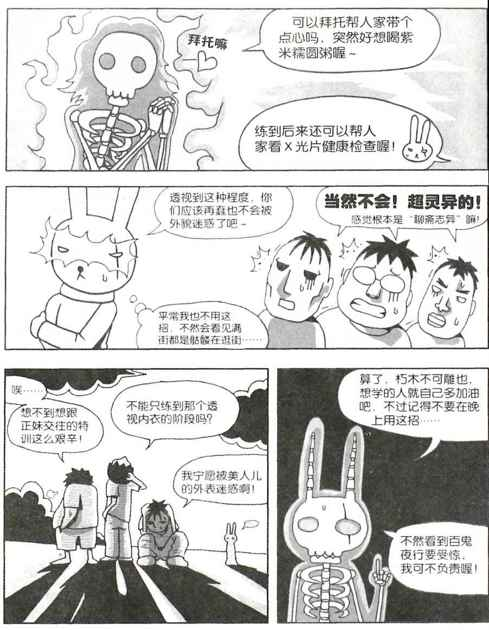 可以拜托帮人家带个
点心吗，突然好想喝紫
米糯圆粥喔～
拜托嘛
练到后来还可以帮人
家看X光片健康检查喔！
透视到这种程度，你
们应该再蠢也不会被
外貌迷惑了吧～
当然不会！超灵异的！
感觉根本是“聊斋志异”嘛！
平常我也不用这
招，不然会看见满
街都是骷髅在逛街……
唉……
想不到想跟
正妹交往的特
训这么艰辛！
不能只练到那个透
视内衣的阶段吗？
我宁愿被美人儿
的外表迷惑啊！
算了，朽木不可雕也，
想学的人就自己多加油
吧，不过记得不要在晚
上用这招……
不然看到百鬼
夜行要受惊，
我可不负责喔！